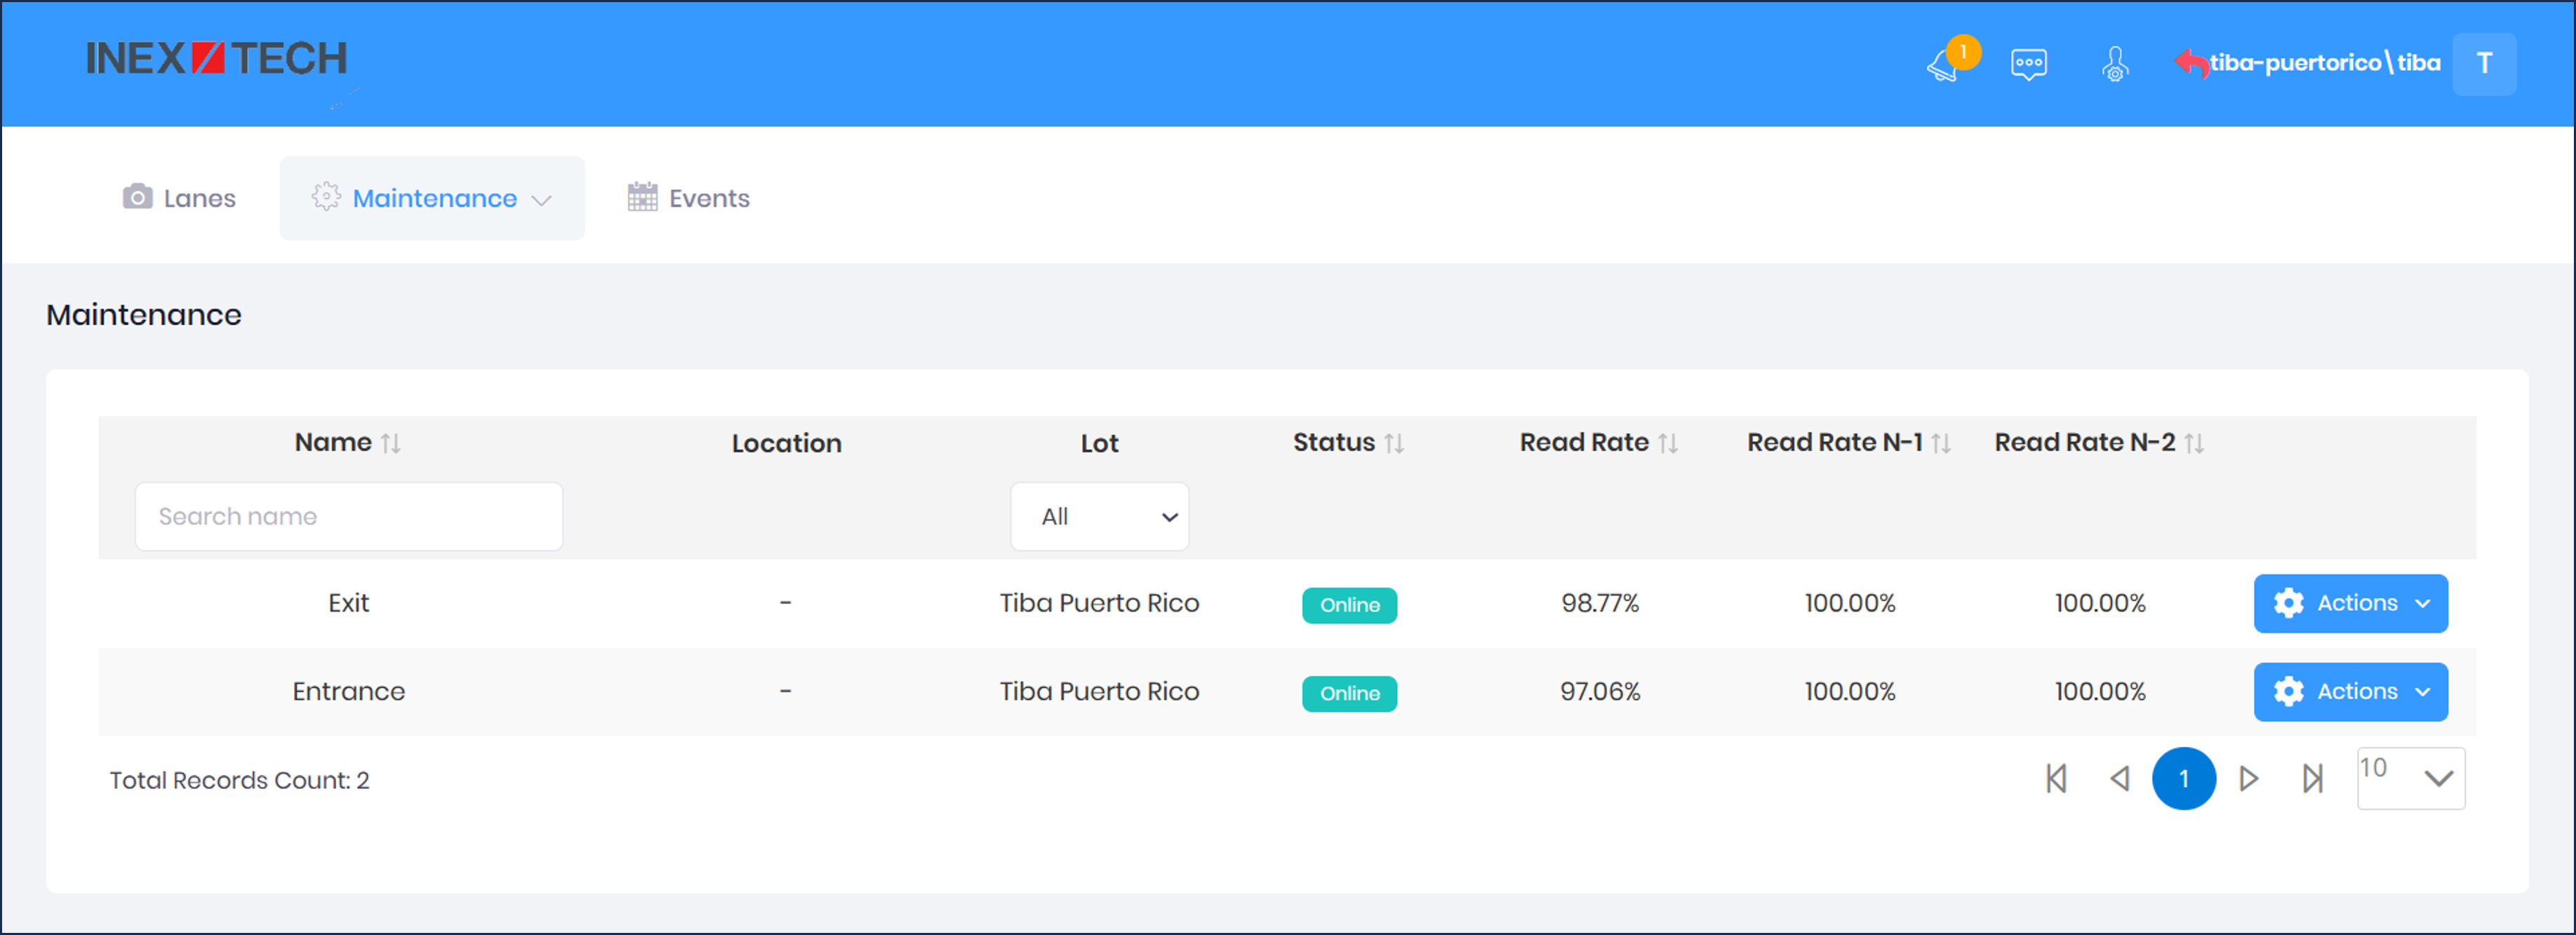 INEX TECH
1
tiba-puertorico\tiba T
Lanes Maintenance Events
Maintenance
Name Location Lot Status Read Rate Read Rate N-1 Read Rate N-2
Search name All
Exit - Tiba Puerto Rico Online 98.77% 100.00% 100.00% Actions
Entrance - Tiba Puerto Rico Online 97.06% 100.00% 100.00% Actions
Total Records Count: 2 1 10